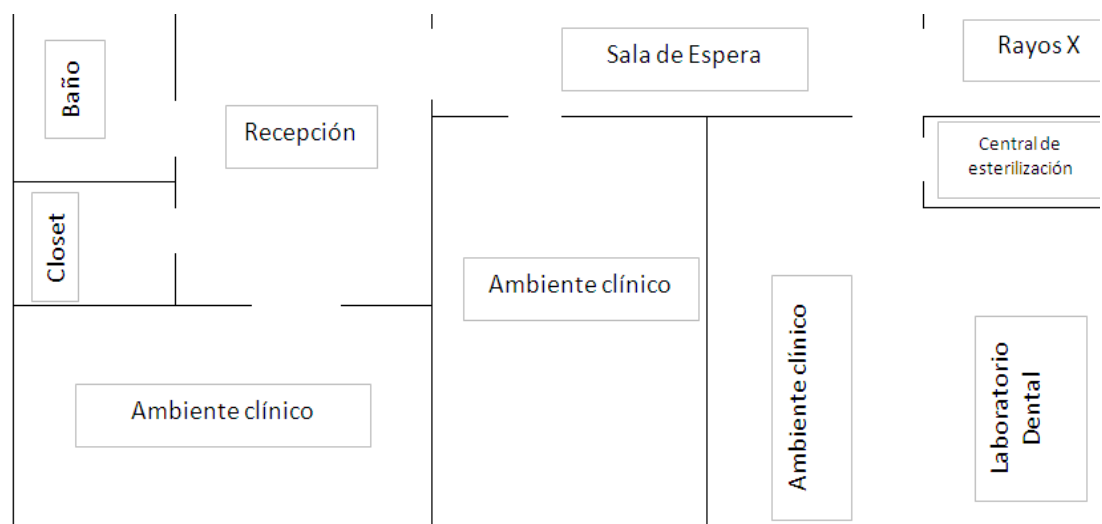 Baño
Recepción
Sala de Espera
Rayos X
Central de
esterilización
Closet
Ambiente clínico
Ambiente clínico
Ambiente clínico
Laboratorio
Dental